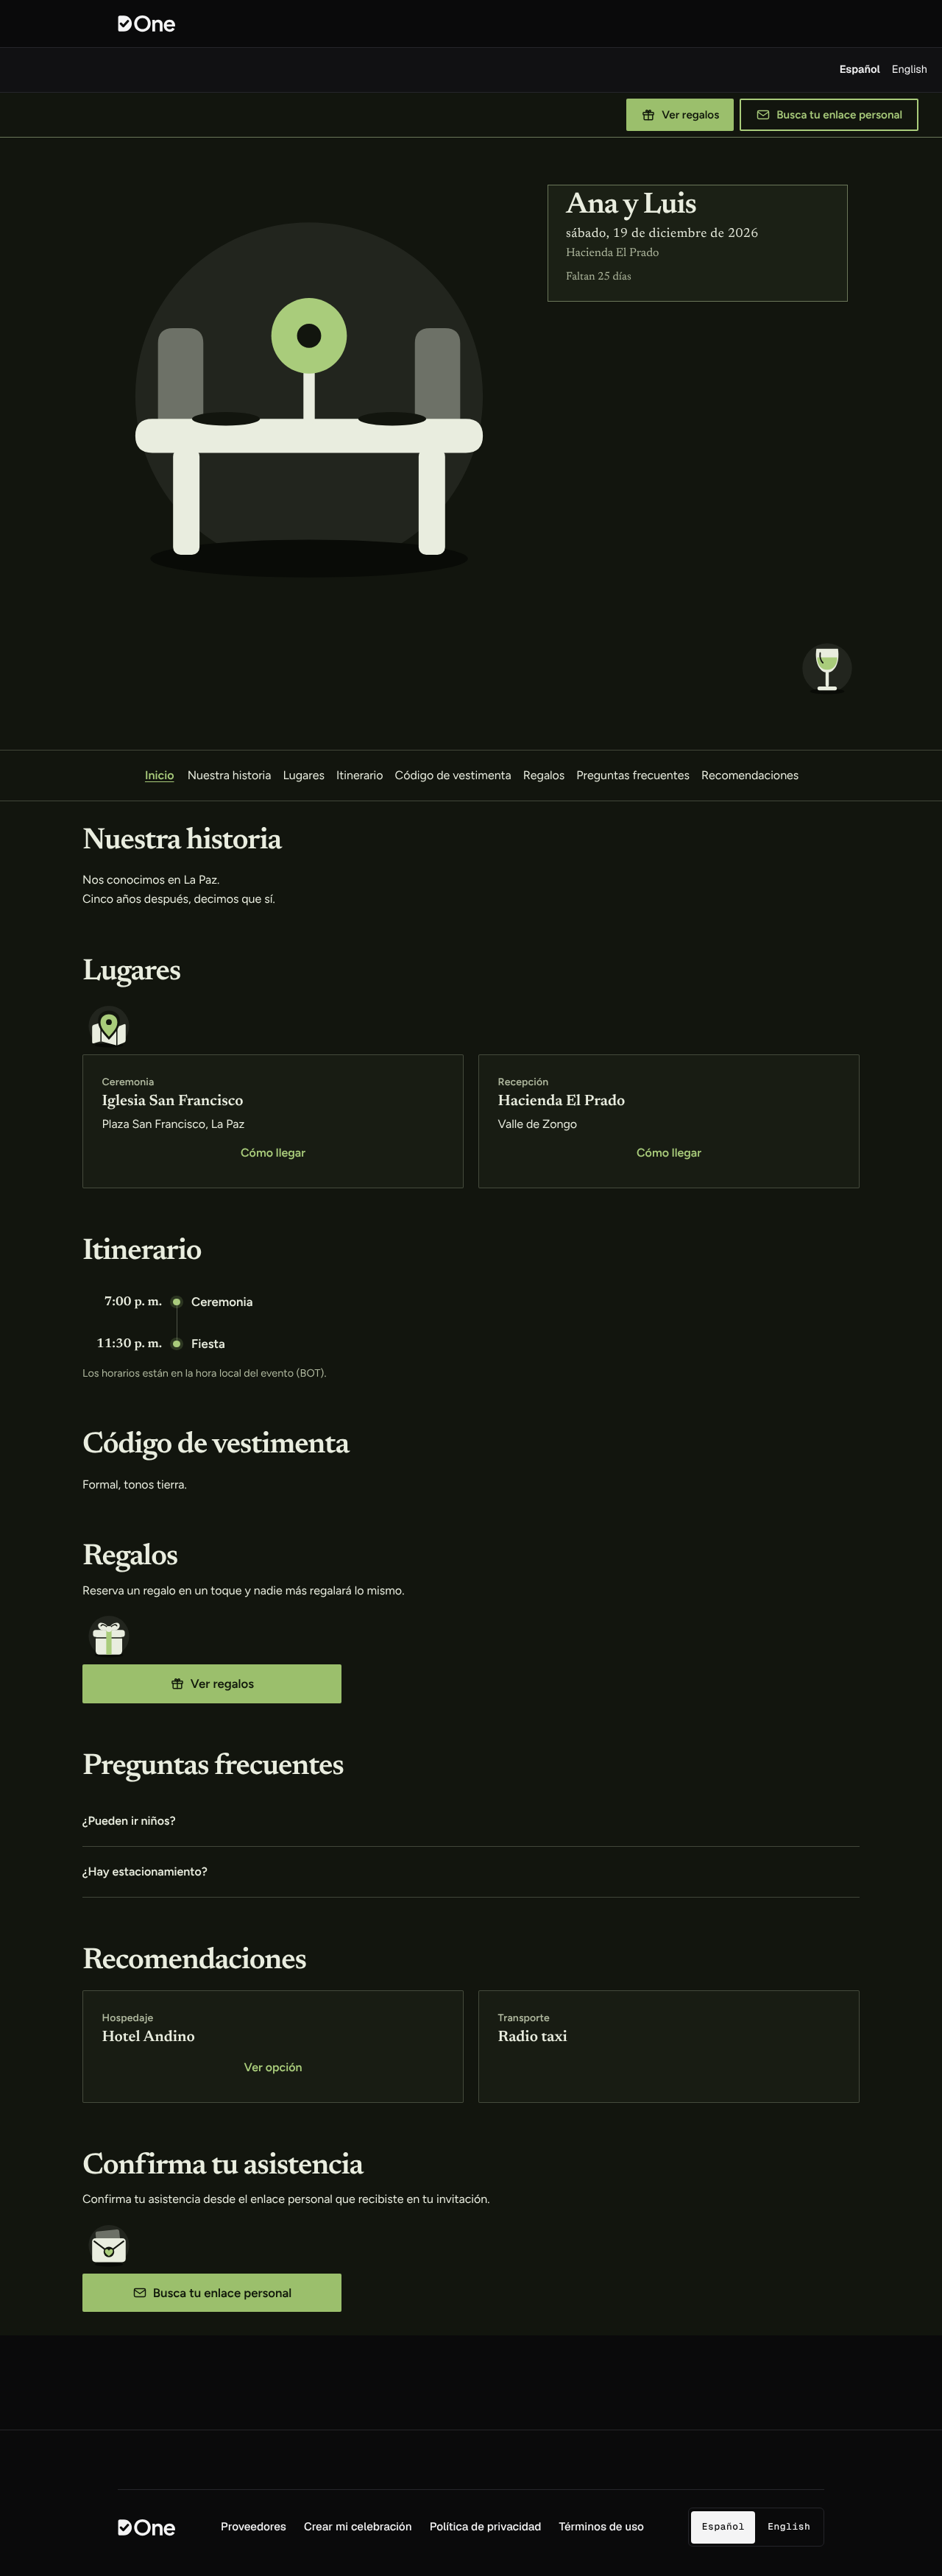 DOne
Español English
Ver regalos Busca tu enlace personal
Ana y Luis
sábado, 19 de diciembre de 2026
Hacienda El Prado
Faltan 25 días
Inicio Nuestra historia Lugares Itinerario Código de vestimenta Regalos Preguntas frecuentes Recomendaciones
Nuestra historia
Nos conocimos en La Paz.
Cinco años después, decimos que sí.
Lugares
Ceremonia
Iglesia San Francisco
Plaza San Francisco, La Paz
Cómo llegar
Recepción
Hacienda El Prado
Valle de Zongo
Cómo llegar
Itinerario
7:00 p. m. Ceremonia
11:30 p. m. Fiesta
Los horarios están en la hora local del evento (BOT).
Código de vestimenta
Formal, tonos tierra.
Regalos
Reserva un regalo en un toque y nadie más regalará lo mismo.
Ver regalos
Preguntas frecuentes
¿Pueden ir niños?
¿Hay estacionamiento?
Recomendaciones
Hospedaje
Hotel Andino
Ver opción
Transporte
Radio taxi
Confirma tu asistencia
Confirma tu asistencia desde el enlace personal que recibiste en tu invitación.
Busca tu enlace personal
DOne Proveedores Crear mi celebración Política de privacidad Términos de uso Español English